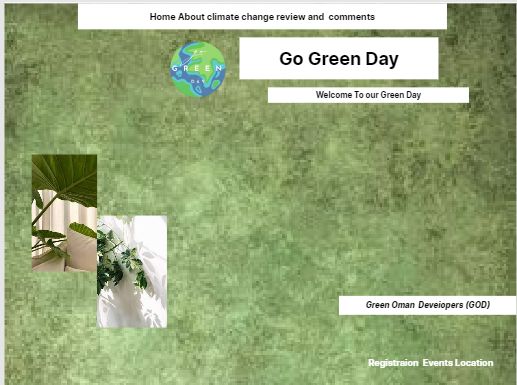 Home About climate change review and comments
Go Green Day
GREEN
DAY
Welcome To our Green Day
Green Oman Deveiopers (GOD)
Registraion Events Location